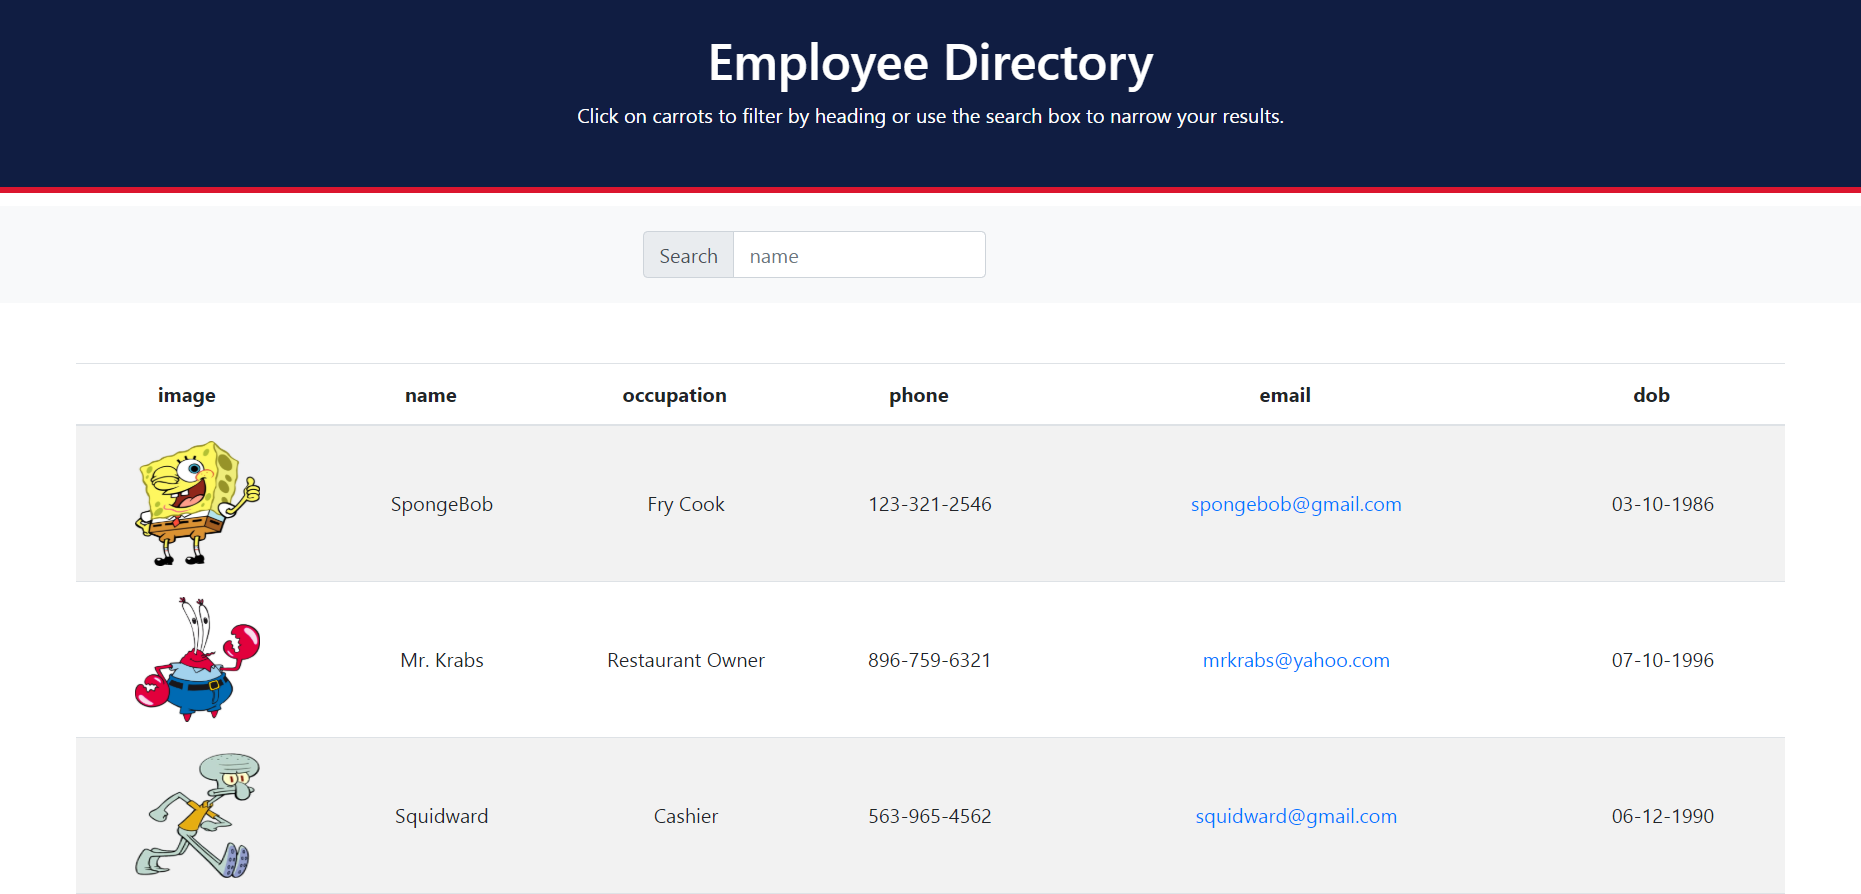 Employee Directory
Click on carrots to filter by heading or use the search box to narrow your results.
Search name
image name occupation phone email dob
SpongeBob Fry Cook 123-321-2546 spongebob@gmail.com 03-10-1986
Mr. Krabs Restaurant Owner 896-759-6321 mrkrabs@yahoo.com 07-10-1996
Squidward Cashier 563-965-4562 squidward@gmail.com 06-12-1990